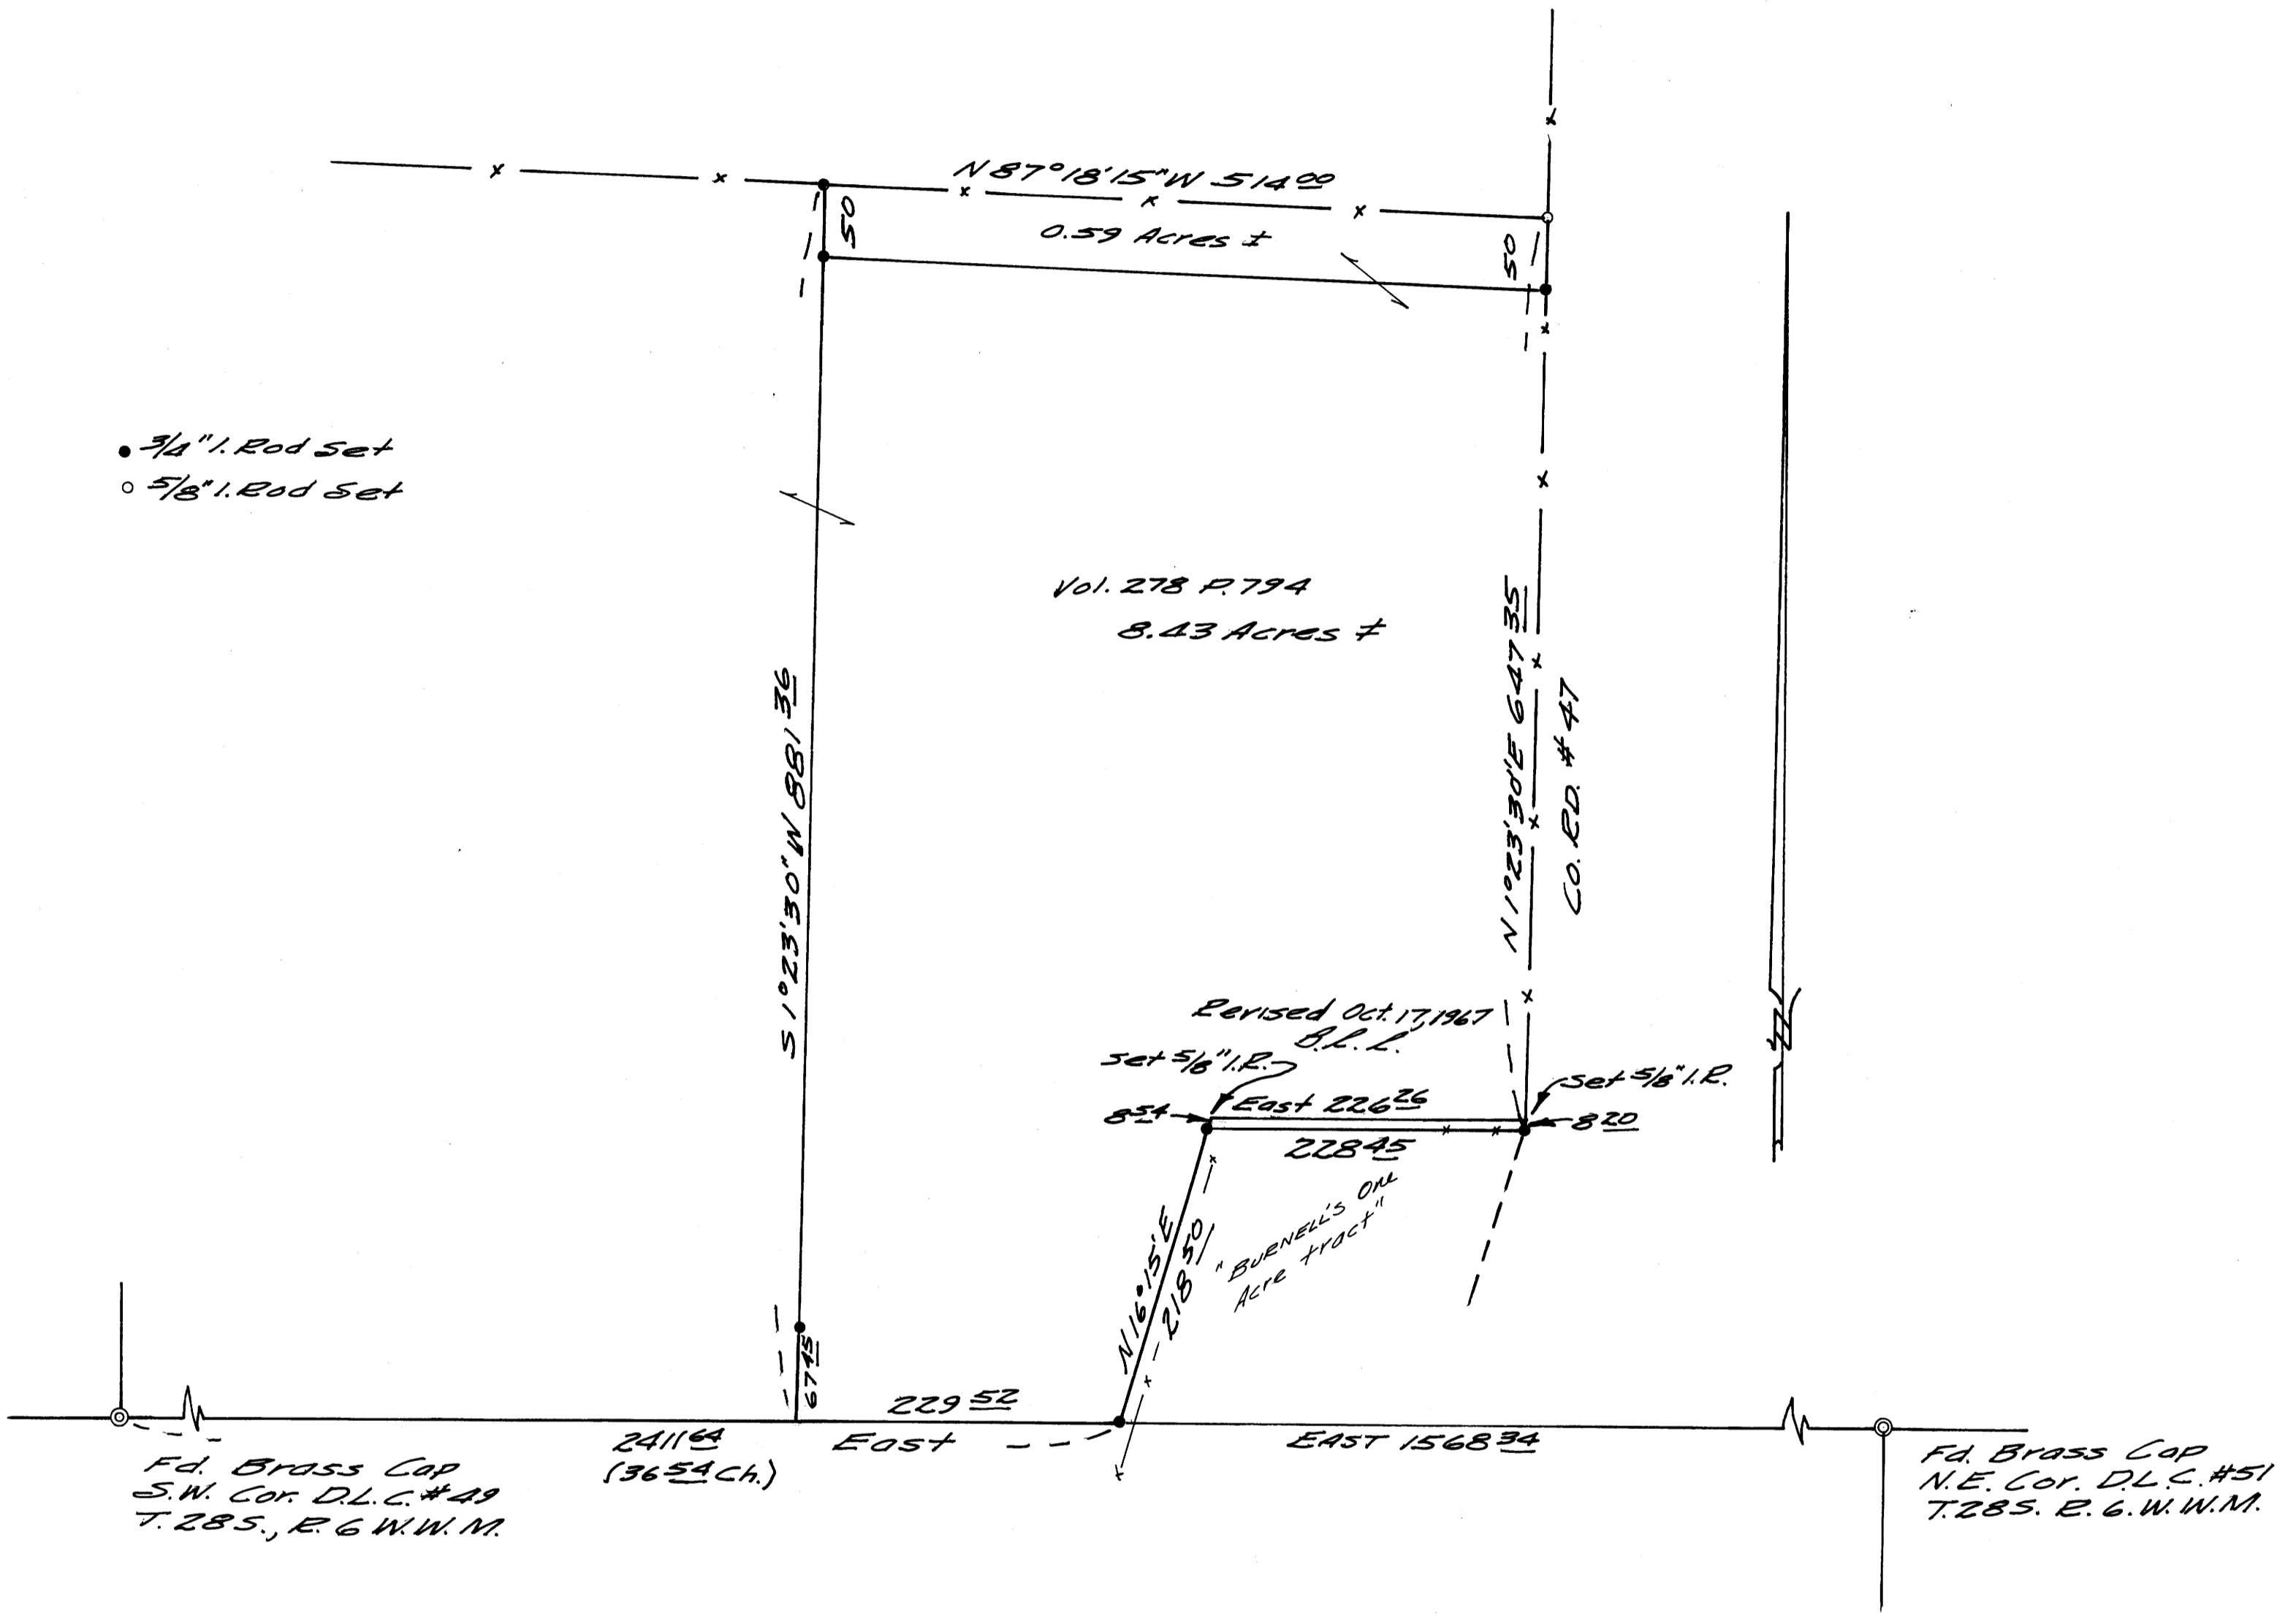 N 87°18'15"W 514 00
50
0.59 Acres ±
50
3/4" I. Rod Set
5/8" I. Rod Set
Vol. 278 P. 794
8.43 Acres ±
S 1°23'30"W 881 36
N 1°23'30"E 647 35
CO. RD. #47
Revised Oct. 17, 1967
B.L.L.
Set 5/8" I.R.
Set 5/8" I.R.
8 54
East 226 26
8 20
228 45
N 16°15'E
218 50
"BURNELL'S One
Acre tract"
67 45
229 52
2411 64
(36 54 Ch.)
East
EAST 1568 34
Fd. Brass Cap
S.W. Cor. D.L.C. #49
T. 28 S., R. 6 W. W.M.
Fd. Brass Cap
N.E. Cor. D.L.C. #51
T. 28 S. R. 6. W. W.M.